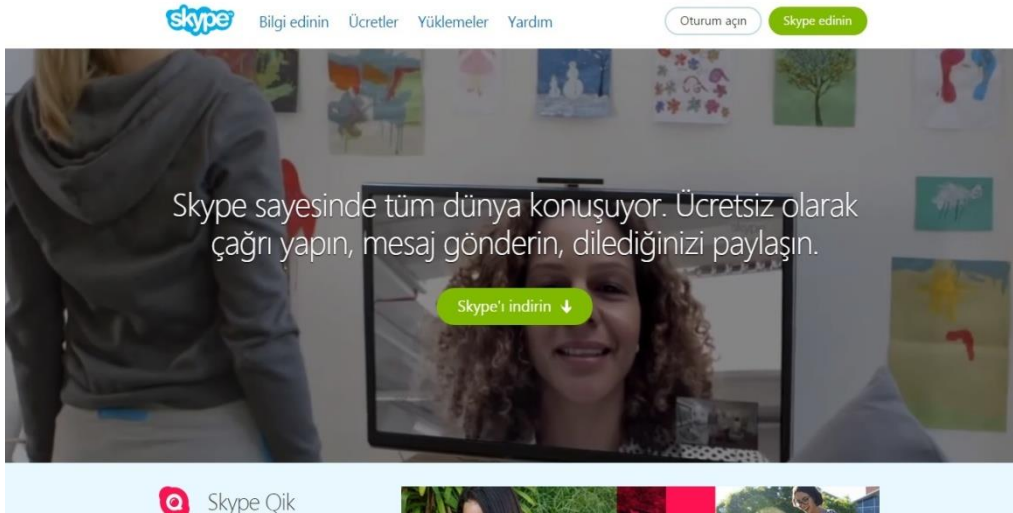 skype Bilgi edinin Ücretler Yüklemeler Yardım Oturum açın Skype edinin
Skype sayesinde tüm dünya konuşuyor. Ücretsiz olarak
çağrı yapın, mesaj gönderin, dilediğinizi paylaşın.
Skype'ı indirin
Skype Qik